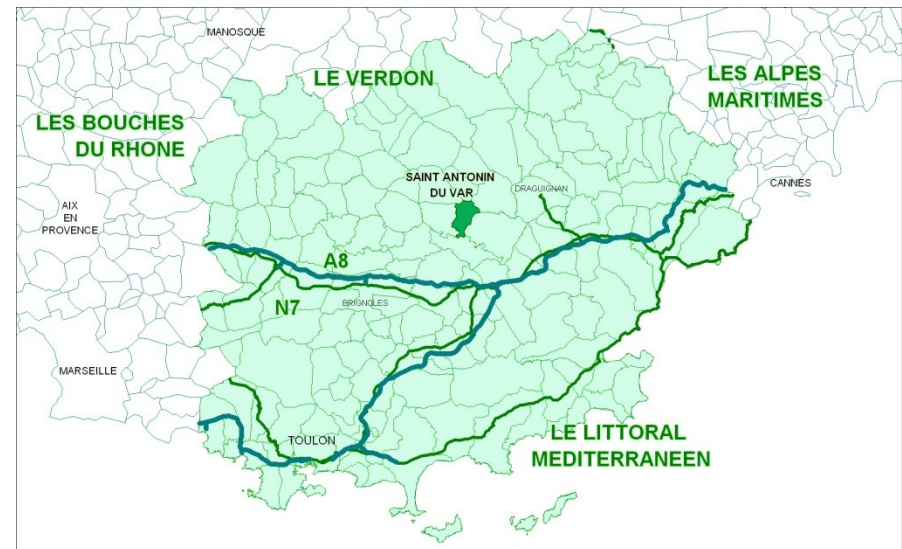 MANOSQUE
LE VERDON
LES ALPES
MARITIMES
LES BOUCHES
DU RHONE
SAINT ANTONIN
DU VAR
DRAGUIGNAN
CANNES
AIX
EN
PROVENCE
A8
N7
BRIGNOLES
MARSEILLE
TOULON
LE LITTORAL
MEDITERRANEEN